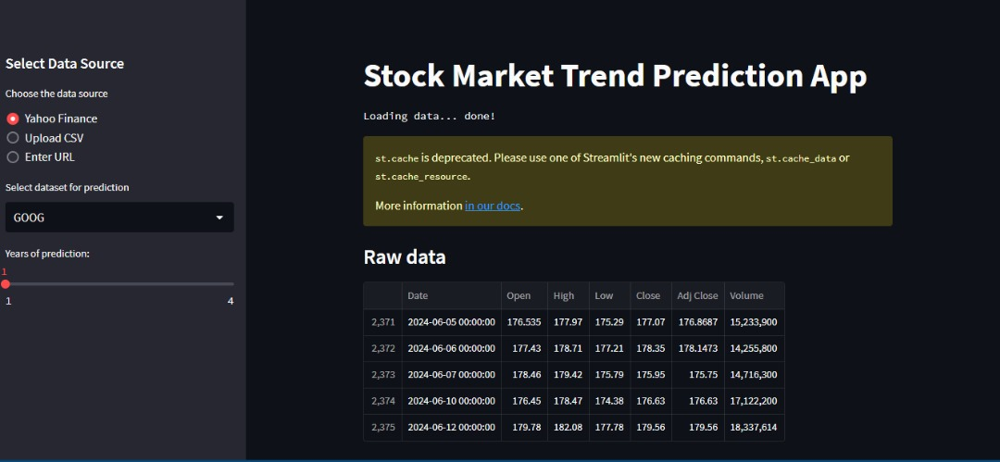 Select Data Source
Choose the data source
Yahoo Finance
Upload CSV
Enter URL
Select dataset for prediction
GOOG
Years of prediction:
1
1 4
Stock Market Trend Prediction App
Loading data... done!
st.cache is deprecated. Please use one of Streamlit's new caching commands, st.cache_data or
st.cache_resource.
More information in our docs.
Raw data
Date Open High Low Close Adj Close Volume
2,371 2024-06-05 00:00:00 176.535 177.97 175.29 177.07 176.8687 15,233,900
2,372 2024-06-06 00:00:00 177.43 178.71 177.21 178.35 178.1473 14,255,800
2,373 2024-06-07 00:00:00 178.46 179.42 175.79 175.95 175.75 14,716,300
2,374 2024-06-10 00:00:00 176.45 178.47 174.38 176.63 176.63 17,122,200
2,375 2024-06-12 00:00:00 179.78 182.08 177.78 179.56 179.56 18,337,614